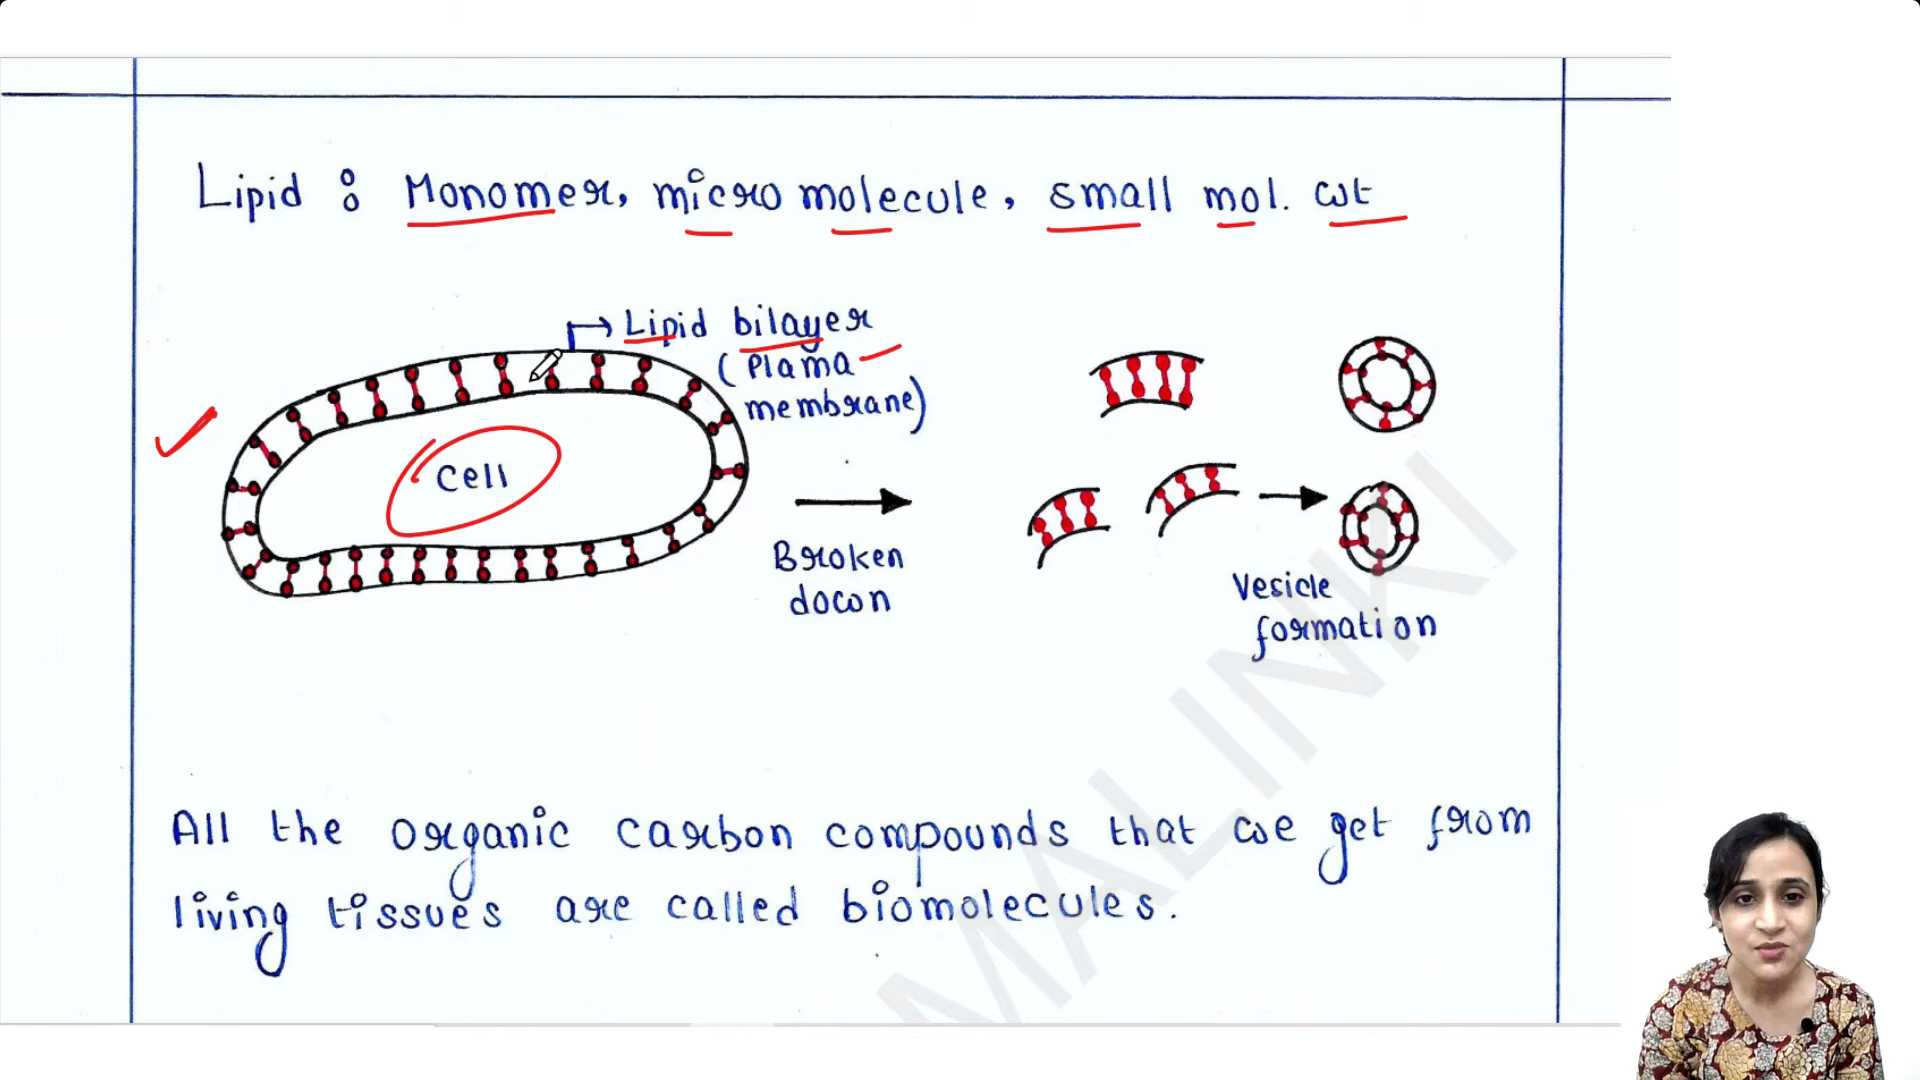 Lipid : Monomer, micro molecule, small mol. wt
Lipid bilayer
(Plama
membrane)
Cell
Broken
down
Vesicle
formation
All the organic carbon compounds that we get from
living tissues are called biomolecules.
MALINKI